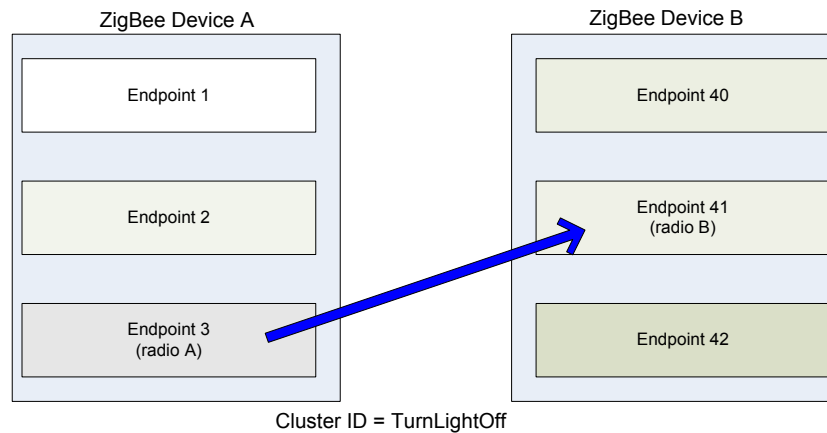 ZigBee Device A
ZigBee Device B
Endpoint 1
Endpoint 2
Endpoint 3
(radio A)
Endpoint 40
Endpoint 41
(radio B)
Endpoint 42
Cluster ID = TurnLightOff